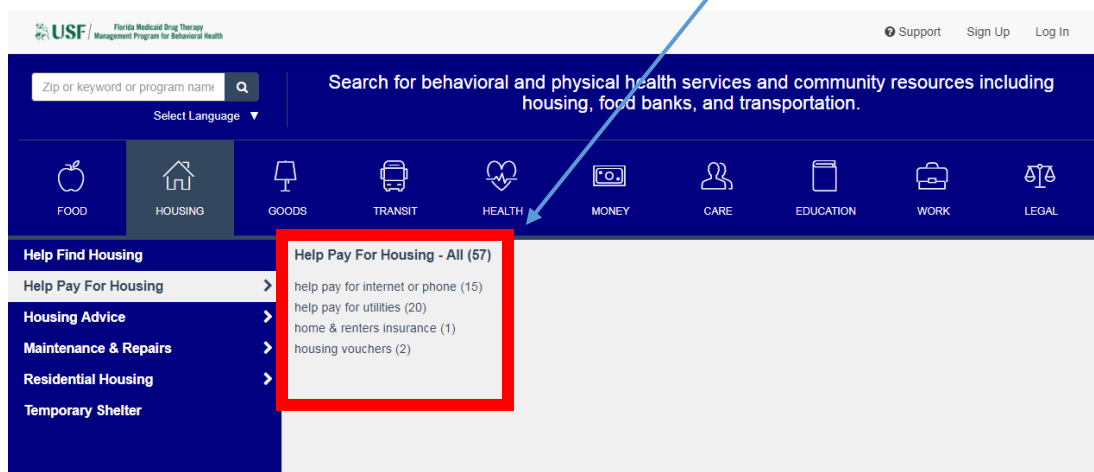 USF Florida Medicaid Drug Therapy
Management Program for Behavioral Health
Support Sign Up Log In
Zip or keyword or program name
Select Language ▼
Search for behavioral and physical health services and community resources including
housing, food banks, and transportation.
FOOD HOUSING GOODS TRANSIT HEALTH MONEY CARE EDUCATION WORK LEGAL
Help Find Housing
Help Pay For Housing
Housing Advice
Maintenance & Repairs
Residential Housing
Temporary Shelter
Help Pay For Housing - All (57)
help pay for internet or phone (15)
help pay for utilities (20)
home & renters insurance (1)
housing vouchers (2)